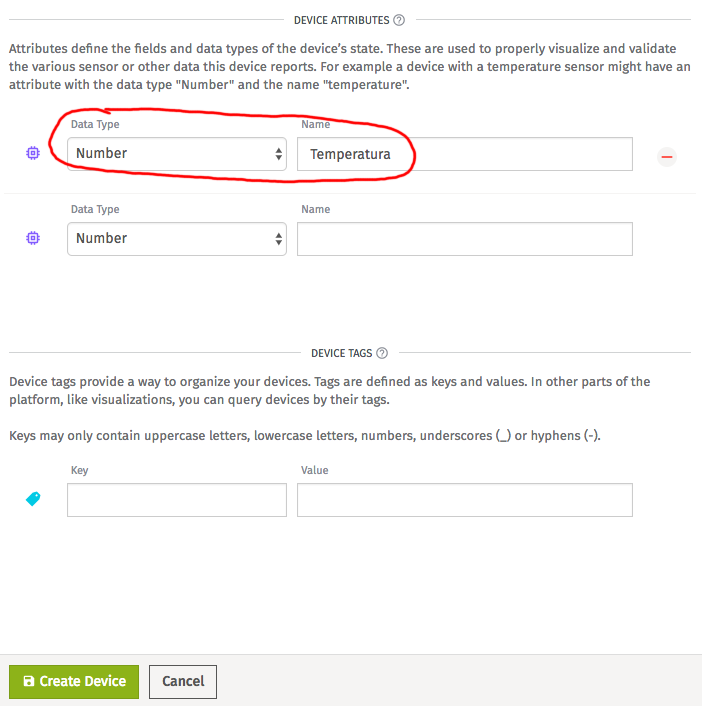 DEVICE ATTRIBUTES ?
Attributes define the fields and data types of the device's state. These are used to properly visualize and validate
the various sensor or other data this device reports. For example a device with a temperature sensor might have an
attribute with the data type "Number" and the name "temperature".
Data Type Name
Number Temperatura
Data Type Name
Number
DEVICE TAGS ?
Device tags provide a way to organize your devices. Tags are defined as keys and values. In other parts of the
platform, like visualizations, you can query devices by their tags.
Keys may only contain uppercase letters, lowercase letters, numbers, underscores (_) or hyphens (-).
Key Value
Create Device Cancel